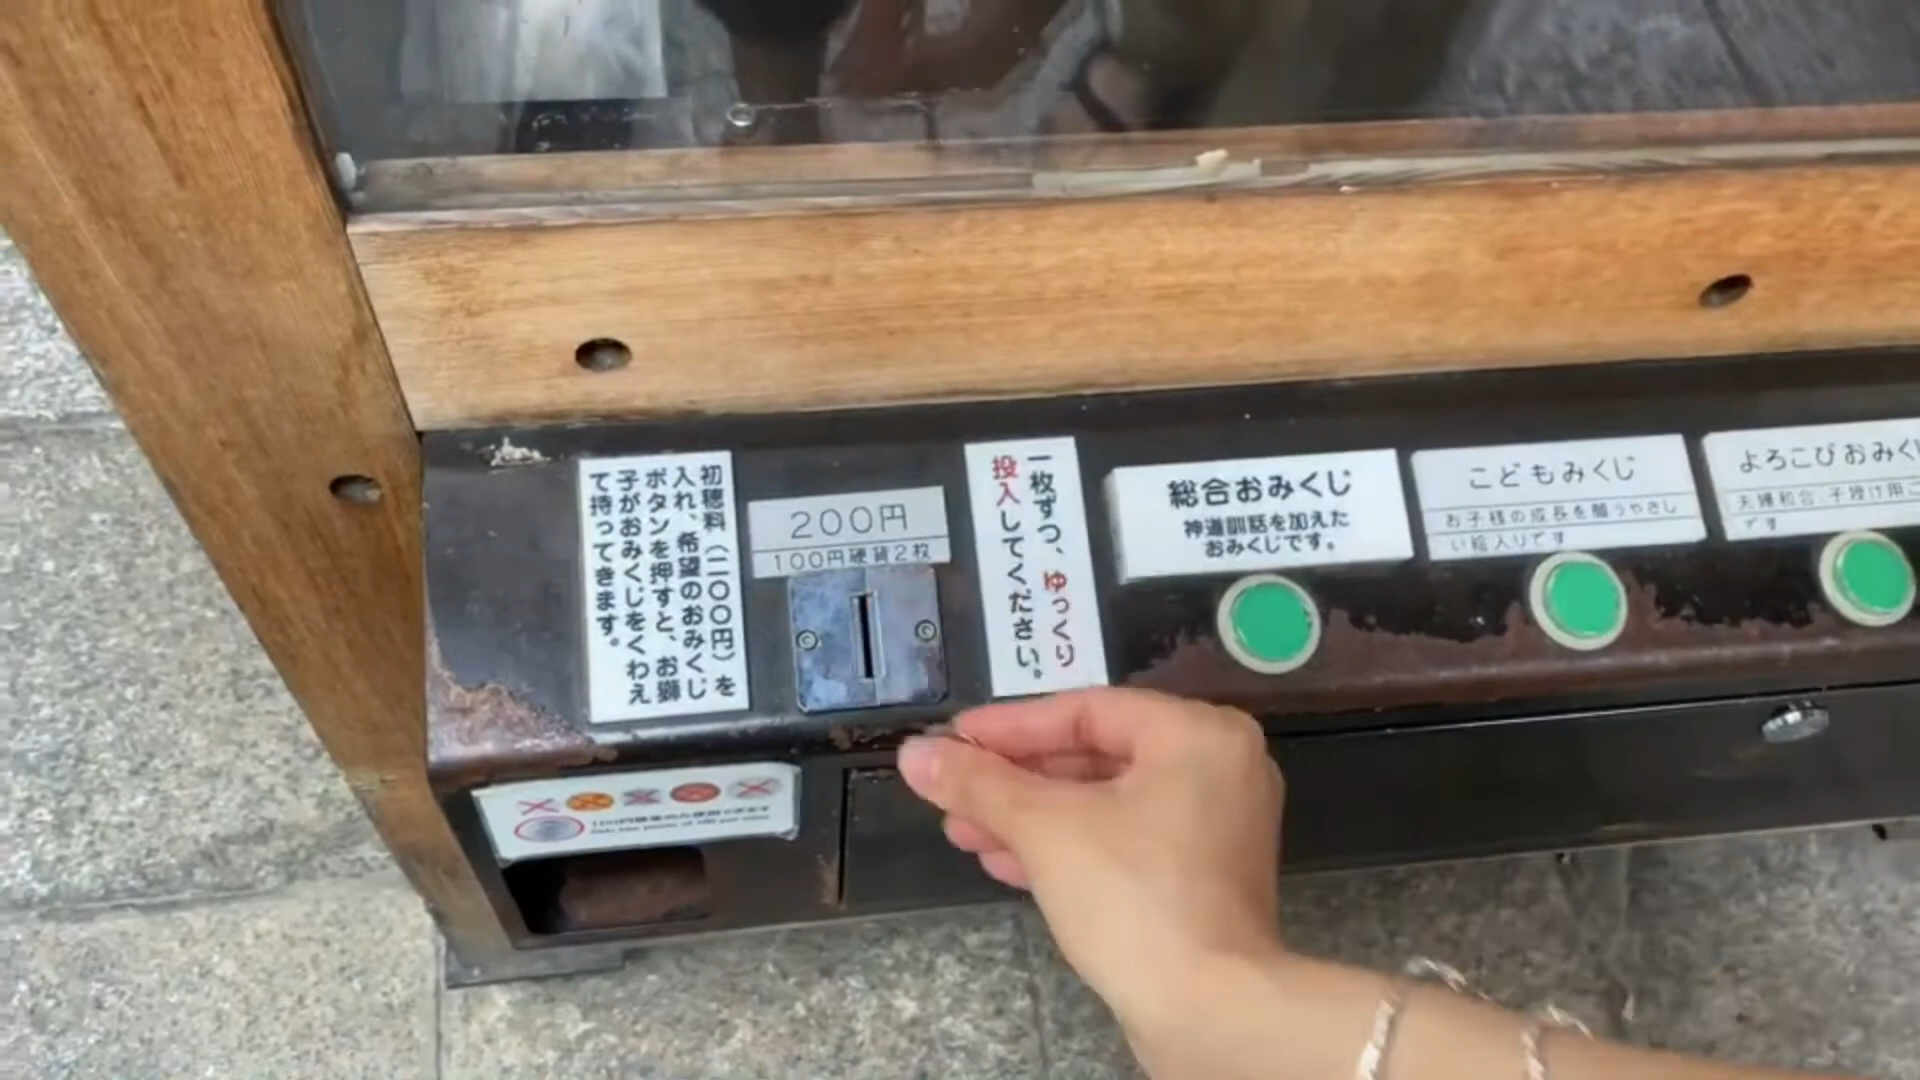 初穂料（二〇〇円）を
入れ、希望のおみくじ
ボタンを押すと、お獅
子がおみくじをくわえ
て持ってきます。
200円
100円硬貨2枚
一枚ずつ、ゆっくり
投入してください。
総合おみくじ
神道訓話を加えた
おみくじです。
こどもみくじ
お子様の成長を願うやさし
い絵入りです
よろこびおみく
夫婦和合 子授け用
です